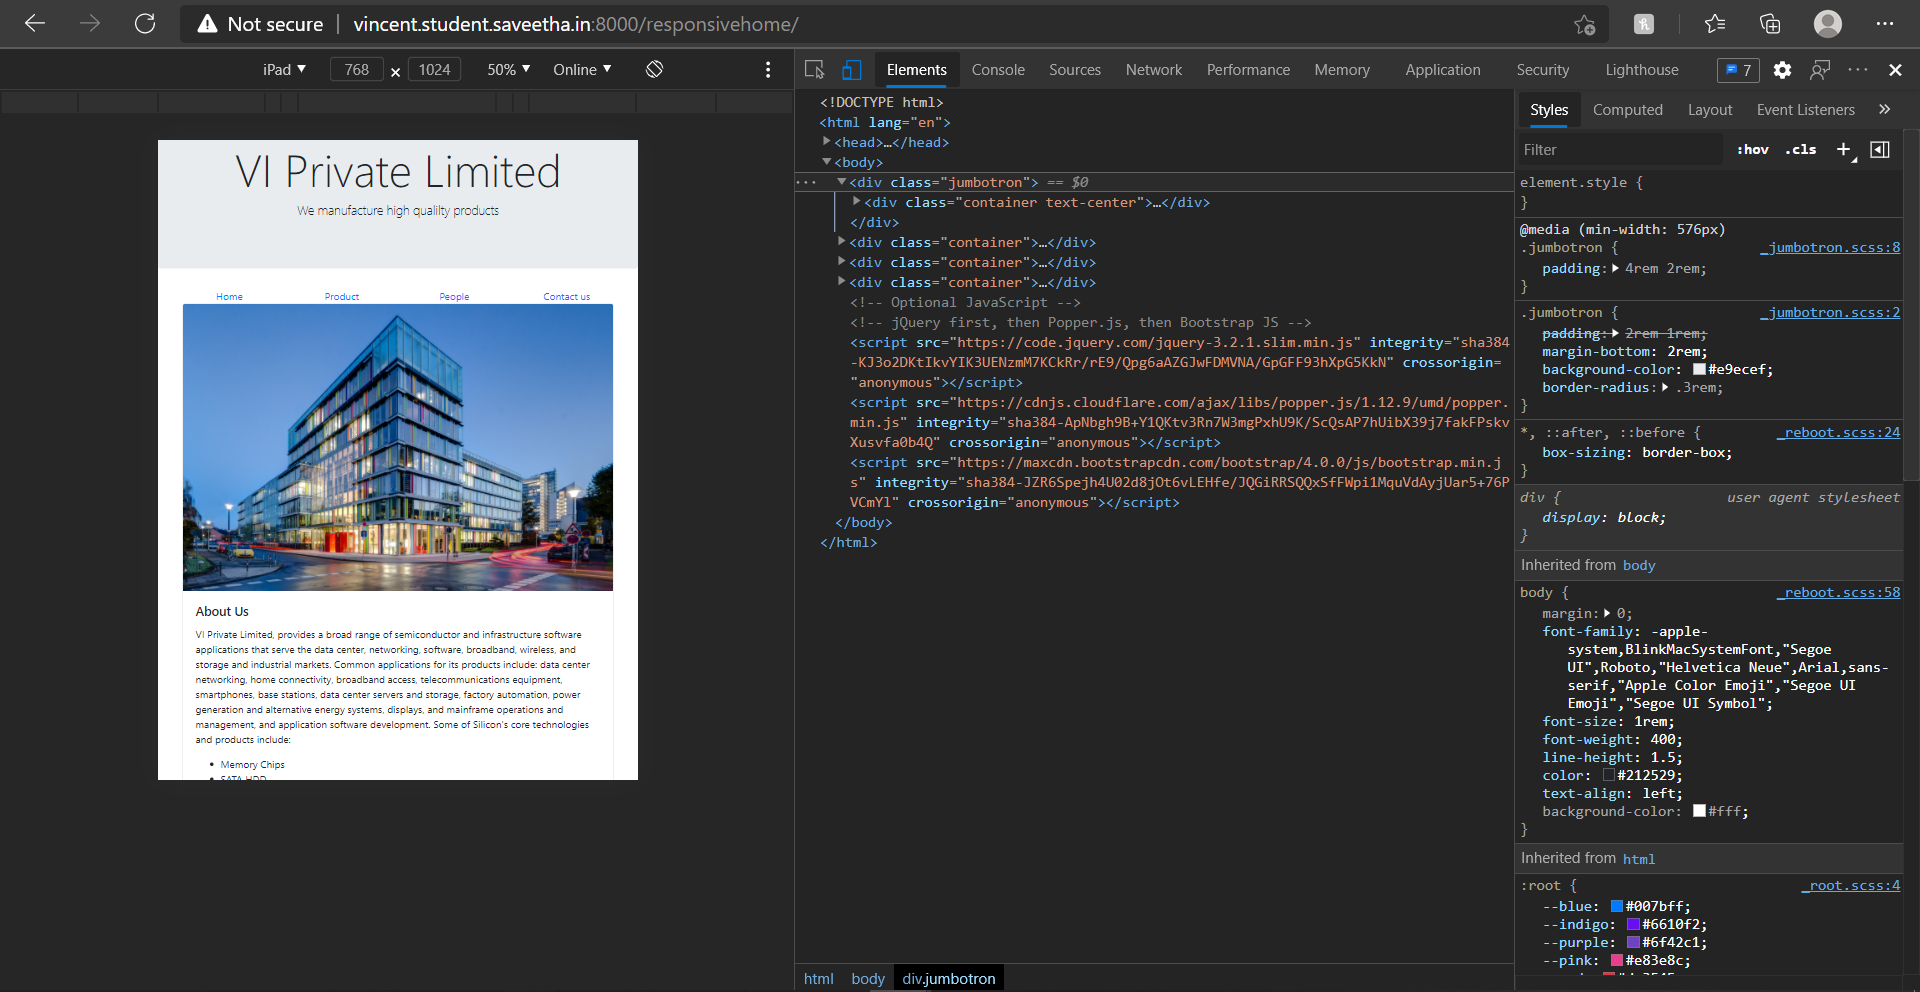 Not secure vincent.student.saveetha.in:8000/responsivehome/
iPad 768 x 1024 50% Online
Elements Console Sources Network Performance Memory Application Security Lighthouse 7
VI Private Limited
We manufacture high qualilty products
Home Product People Contact us
About Us
VI Private Limited, provides a broad range of semiconductor and infrastructure software
applications that serve the data center, networking, software, broadband, wireless, and
storage and industrial markets. Common applications for its products include: data center
networking, home connectivity, broadband access, telecommunications equipment,
smartphones, base stations, data center servers and storage, factory automation, power
generation and alternative energy systems, displays, and mainframe operations and
management, and application software development. Some of Silicon's core technologies
and products include:
• Memory Chips
• SATA HDD
<!DOCTYPE html>
<html lang="en">
<head>…</head>
<body>
··· <div class="jumbotron"> == $0
<div class="container text-center">…</div>
</div>
<div class="container">…</div>
<div class="container">…</div>
<div class="container">…</div>
<!-- Optional JavaScript -->
<!-- jQuery first, then Popper.js, then Bootstrap JS -->
<script src="https://code.jquery.com/jquery-3.2.1.slim.min.js" integrity="sha384
-KJ3o2DKtIkvYIK3UENzmM7KCkRr/rE9/Qpg6aAZGJwFDMVNA/GpGFF93hXpG5KkN" crossorigin=
"anonymous"></script>
<script src="https://cdnjs.cloudflare.com/ajax/libs/popper.js/1.12.9/umd/popper.
min.js" integrity="sha384-ApNbgh9B+Y1QKtv3Rn7W3mgPxhU9K/ScQsAP7hUibX39j7fakFPskv
Xusvfa0b4Q" crossorigin="anonymous"></script>
<script src="https://maxcdn.bootstrapcdn.com/bootstrap/4.0.0/js/bootstrap.min.j
s" integrity="sha384-JZR6Spejh4U02d8jOt6vLEHfe/JQGiRRSQQxSfFWpi1MquVdAyjUar5+76P
VCmYl" crossorigin="anonymous"></script>
</body>
</html>
html body div.jumbotron
Styles Computed Layout Event Listeners »
Filter :hov .cls +
element.style {
}
@media (min-width: 576px)
.jumbotron { _jumbotron.scss:8
padding: 4rem 2rem;
}
.jumbotron { _jumbotron.scss:2
padding: 2rem 1rem;
margin-bottom: 2rem;
background-color: #e9ecef;
border-radius: .3rem;
}
*, ::after, ::before { _reboot.scss:24
box-sizing: border-box;
}
div { user agent stylesheet
display: block;
}
Inherited from body
body { _reboot.scss:58
margin: 0;
font-family: -apple-
system,BlinkMacSystemFont,"Segoe
UI",Roboto,"Helvetica Neue",Arial,sans-
serif,"Apple Color Emoji","Segoe UI
Emoji","Segoe UI Symbol";
font-size: 1rem;
font-weight: 400;
line-height: 1.5;
color: #212529;
text-align: left;
background-color: #fff;
}
Inherited from html
:root { _root.scss:4
--blue: #007bff;
--indigo: #6610f2;
--purple: #6f42c1;
--pink: #e83e8c;